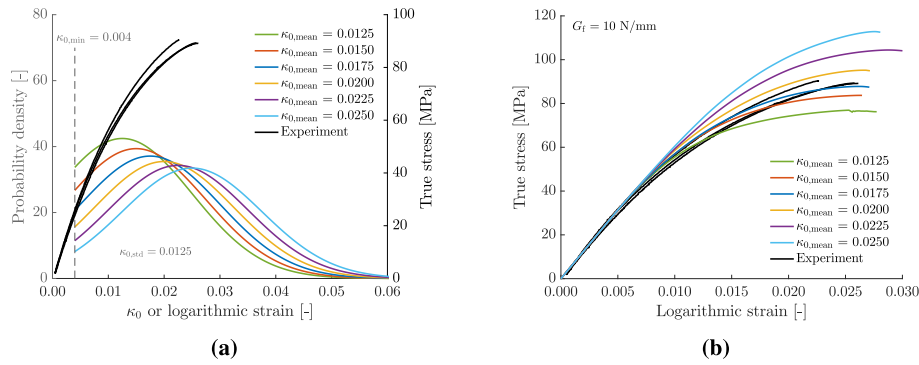 80
60
40
20
0
Probability density [-]
κ0,min = 0.004
κ0,std = 0.0125
κ0,mean = 0.0125
κ0,mean = 0.0150
κ0,mean = 0.0175
κ0,mean = 0.0200
κ0,mean = 0.0225
κ0,mean = 0.0250
Experiment
100
80
60
40
20
0
True stress [MPa]
0.00 0.01 0.02 0.03 0.04 0.05 0.06
κ0 or logarithmic strain [-]
(a)
120
100
80
60
40
20
0
True stress [MPa]
Gf = 10 N/mm
κ0,mean = 0.0125
κ0,mean = 0.0150
κ0,mean = 0.0175
κ0,mean = 0.0200
κ0,mean = 0.0225
κ0,mean = 0.0250
Experiment
0.000 0.005 0.010 0.015 0.020 0.025 0.030
Logarithmic strain [-]
(b)